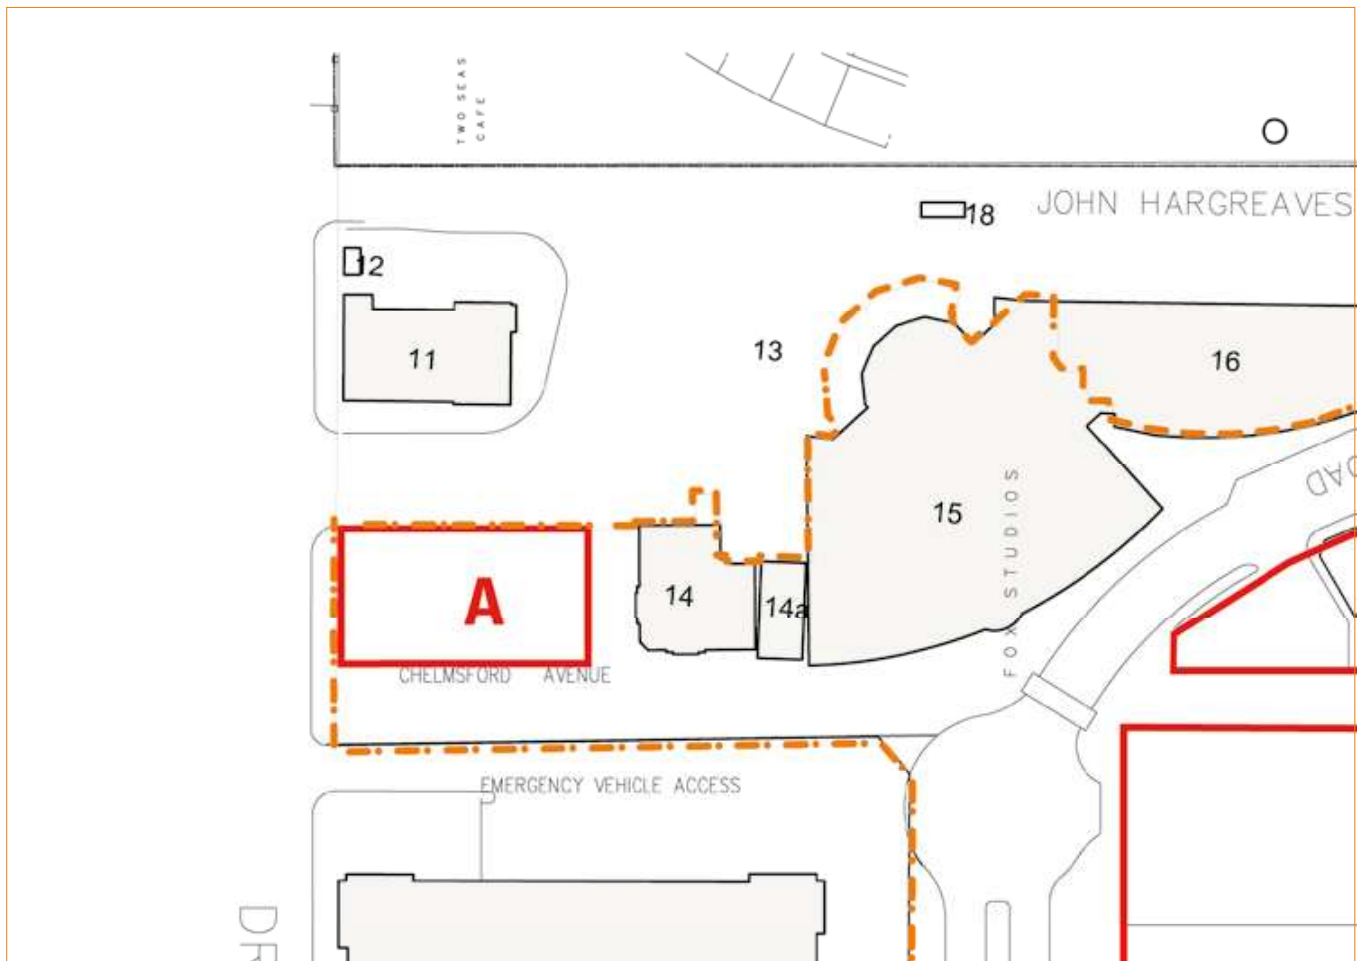 TWO SEAS
CAFE
18
JOHN HARGREAVES
12
11
13
16
15
FOX STUDIOS
A
14
14a
CHELMSFORD AVENUE
EMERGENCY VEHICLE ACCESS